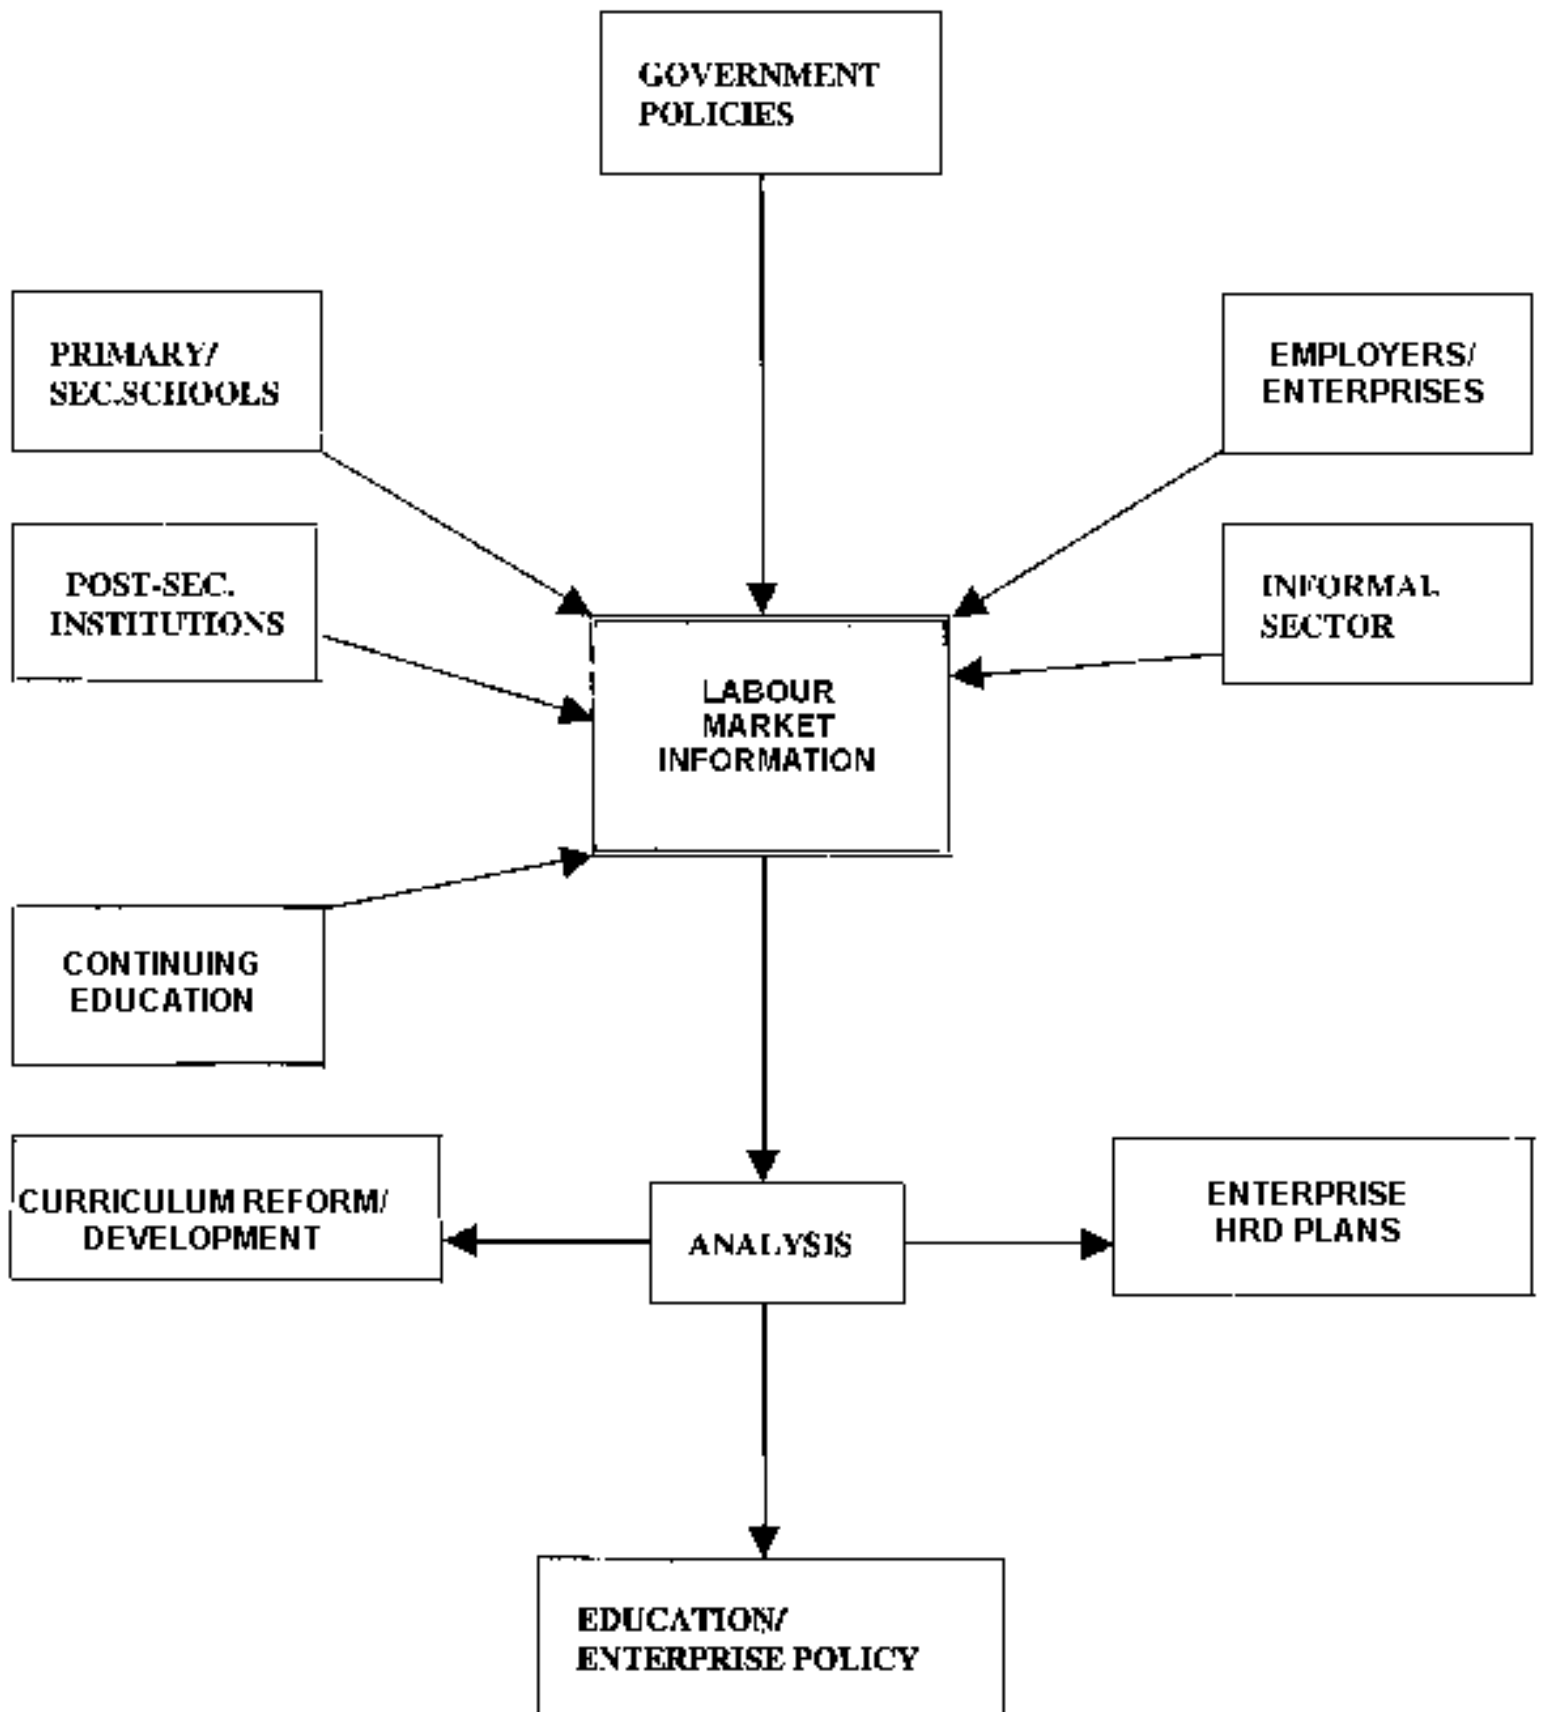 GOVERNMENT
POLICIES
PRIMARY/
SEC.SCHOOLS
EMPLOYERS/
ENTERPRISES
POST-SEC.
INSTITUTIONS
INFORMAL
SECTOR
LABOUR
MARKET
INFORMATION
CONTINUING
EDUCATION
CURRICULUM REFORM/
DEVELOPMENT
ANALYSIS
ENTERPRISE
HRD PLANS
EDUCATION/
ENTERPRISE POLICY